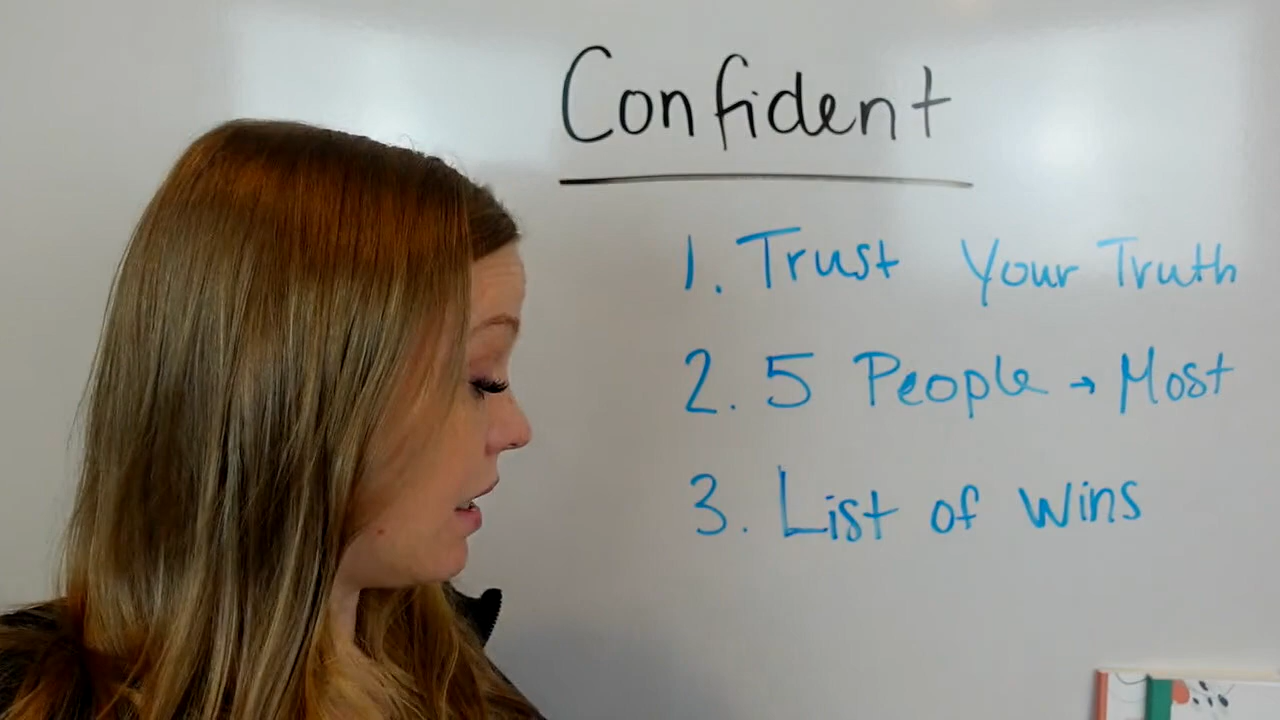 Confident
1. Trust Your Truth
2. 5 People → Most
3. List of Wins